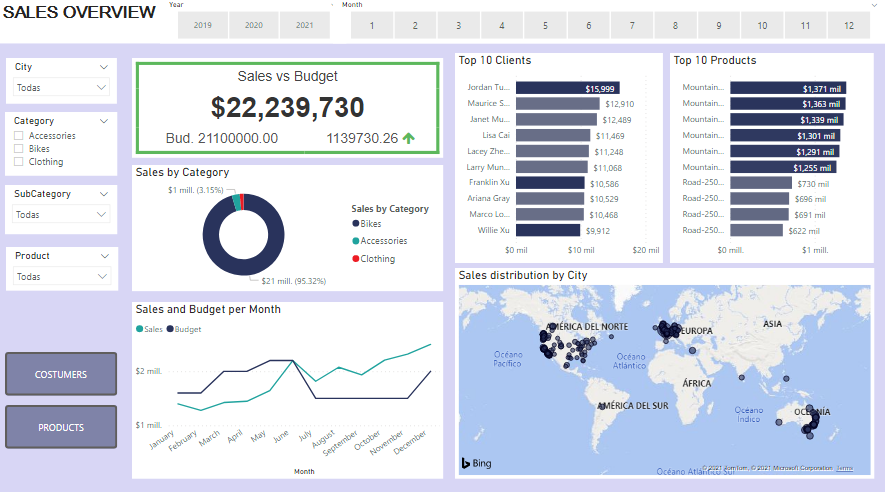 SALES OVERVIEW
Year
2019 2020 2021
Month
1 2 3 4 5 6 7 8 9 10 11 12
City
Todas
Category
Accessories
Bikes
Clothing
SubCategory
Todas
Product
Todas
COSTUMERS
PRODUCTS
Sales vs Budget
$22,239,730
Bud. 21100000.00 1139730.26
Sales by Category
$1 mill. (3.15%)
$21 mill. (95.32%)
Sales by Category
Bikes
Accessories
Clothing
Sales and Budget per Month
Sales Budget
$2 mill.
$1 mill.
January February March April May June July August September October November December
Month
Top 10 Clients
Jordan Tu... $15,999
Maurice S... $12,910
Janet Mu... $12,489
Lisa Cai $11,469
Lacey Zhe... $11,248
Larry Mun... $11,068
Franklin Xu $10,586
Ariana Gray $10,529
Marco Lo... $10,468
Willie Xu $9,912
$0 mil $10 mil $20 mil
Top 10 Products
Mountain... $1,371 mil
Mountain... $1,363 mil
Mountain... $1,339 mil
Mountain... $1,301 mil
Mountain... $1,291 mil
Mountain... $1,255 mil
Road-250... $730 mil
Road-250... $696 mil
Road-250... $691 mil
Road-250... $622 mil
$0 mill. $1 mill.
Sales distribution by City
AMÉRICA DEL NORTE
EUROPA
ASIA
Océano
Pacífico
Océano
Atlántico
ÁFRICA
AMÉRICA DEL SUR
Océano
Índico
OCEANÍA
Bing
Océano Atlántico Sur
© 2021 TomTom, © 2021 Microsoft Corporation Terms